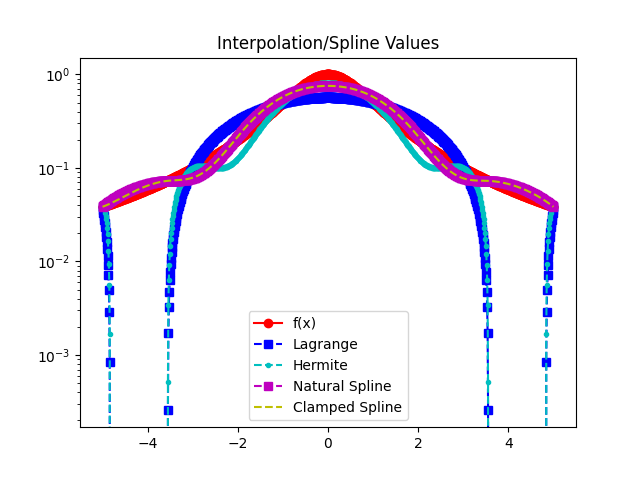 Interpolation/Spline Values
10⁰
10⁻¹
10⁻²
10⁻³
f(x)
Lagrange
Hermite
Natural Spline
Clamped Spline
−4 −2 0 2 4